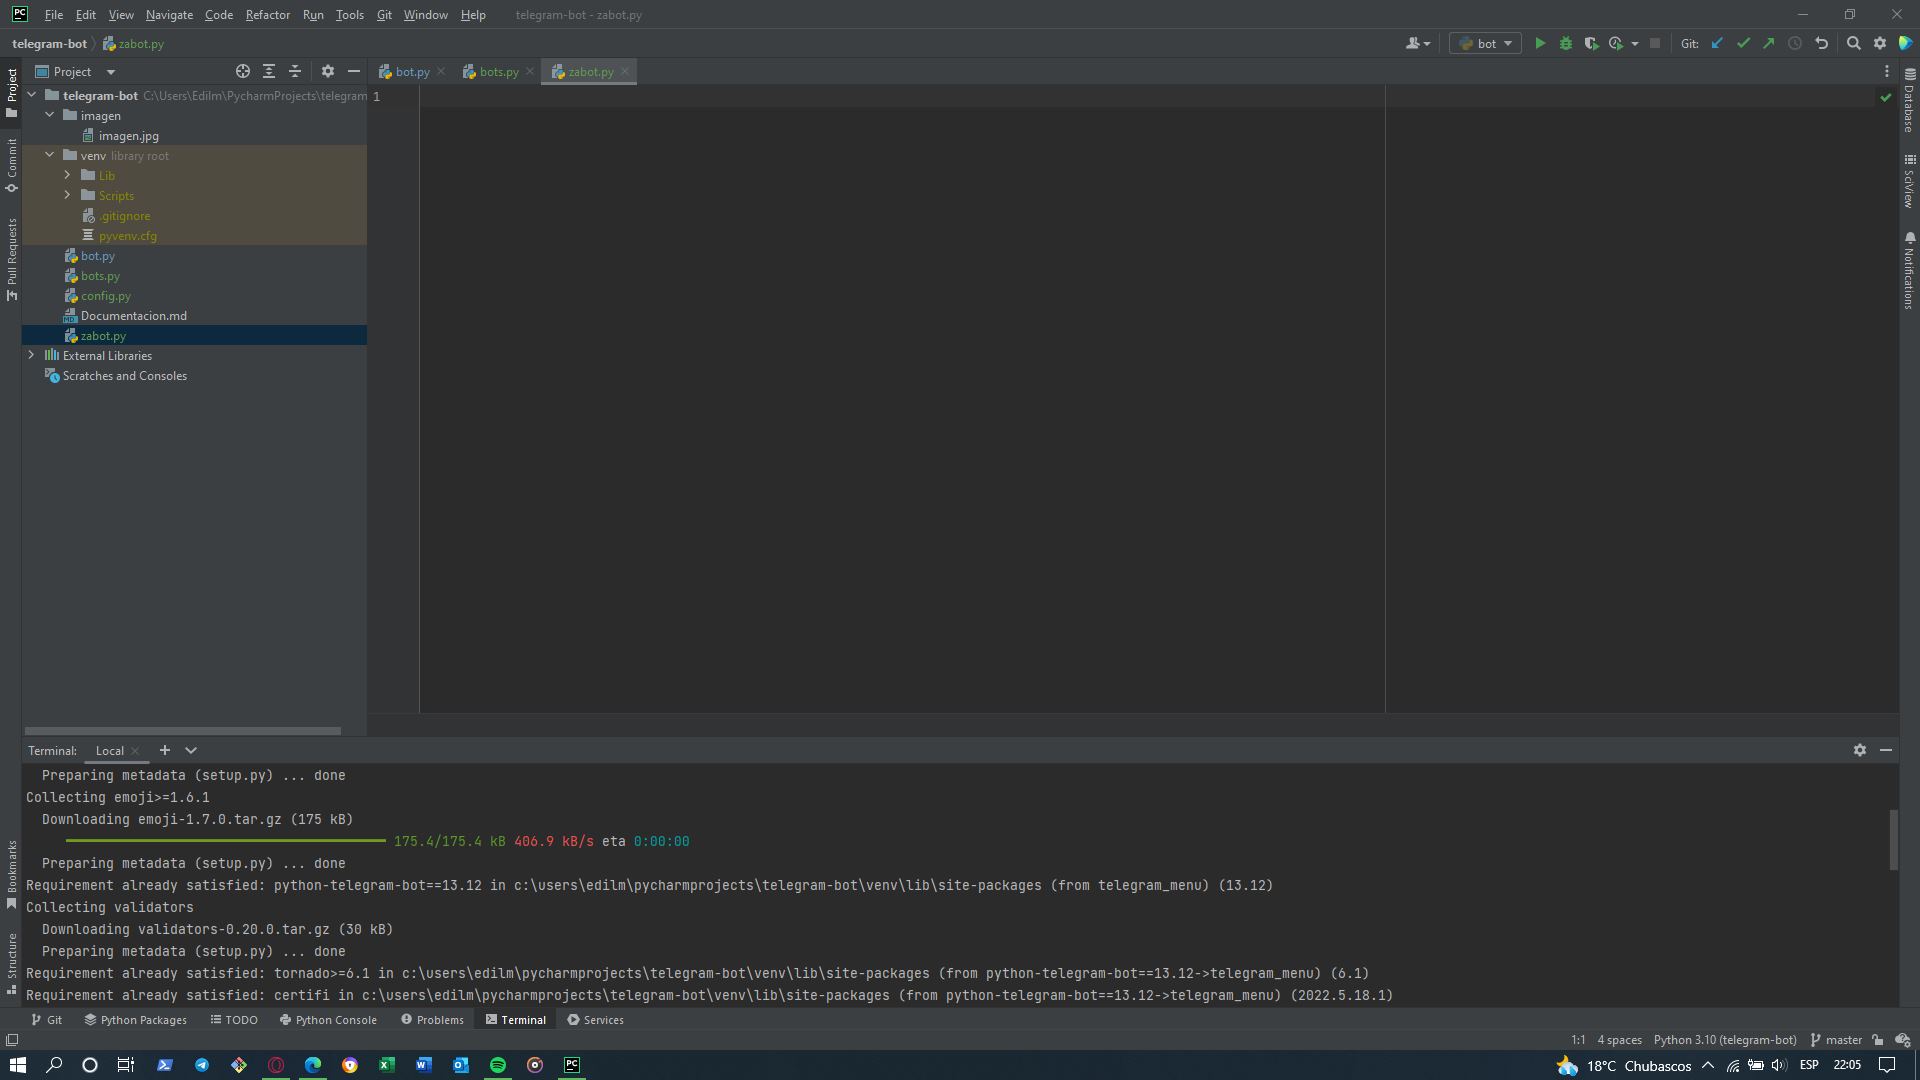 PC File Edit View Navigate Code Refactor Run Tools Git Window Help telegram-bot - zabot.py
telegram-bot zabot.py bot Git:
Project bot.py bots.py zabot.py
Project
Commit
Pull Requests
Bookmarks
Structure
telegram-bot C:\Users\Edilm\PycharmProjects\telegram
imagen
imagen.jpg
venv library root
Lib
Scripts
.gitignore
pyvenv.cfg
bot.py
bots.py
config.py
Documentacion.md
zabot.py
External Libraries
Scratches and Consoles
1
Database
SciView
Notifications
Terminal: Local
Preparing metadata (setup.py) ... done
Collecting emoji>=1.6.1
Downloading emoji-1.7.0.tar.gz (175 kB)
175.4/175.4 kB 406.9 kB/s eta 0:00:00
Preparing metadata (setup.py) ... done
Requirement already satisfied: python-telegram-bot==13.12 in c:\users\edilm\pycharmprojects\telegram-bot\venv\lib\site-packages (from telegram_menu) (13.12)
Collecting validators
Downloading validators-0.20.0.tar.gz (30 kB)
Preparing metadata (setup.py) ... done
Requirement already satisfied: tornado>=6.1 in c:\users\edilm\pycharmprojects\telegram-bot\venv\lib\site-packages (from python-telegram-bot==13.12->telegram_menu) (6.1)
Requirement already satisfied: certifi in c:\users\edilm\pycharmprojects\telegram-bot\venv\lib\site-packages (from python-telegram-bot==13.12->telegram_menu) (2022.5.18.1)
Git Python Packages TODO Python Console Problems Terminal Services
1:1 4 spaces Python 3.10 (telegram-bot) master
18°C Chubascos ESP 22:05